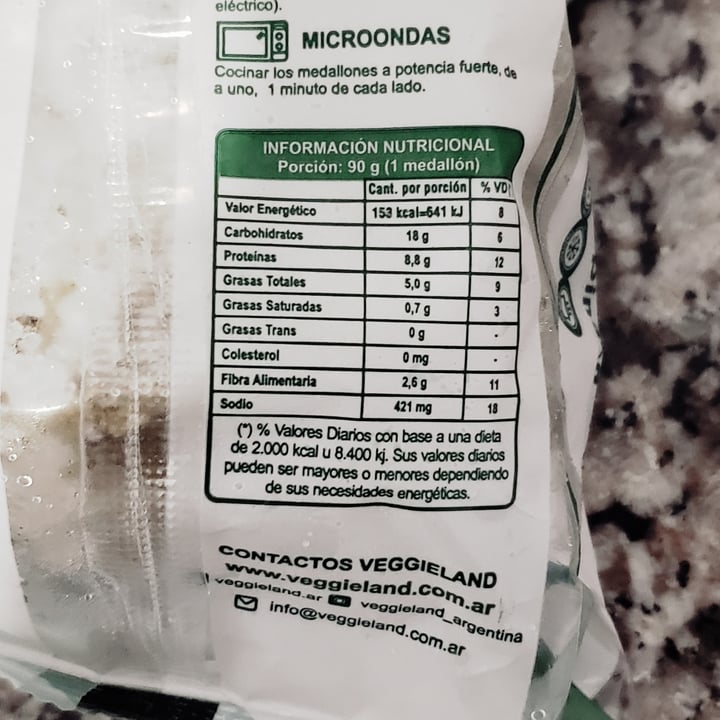 eléctrico).
MICROONDAS
Cocinar los medallones a potencia fuerte, de
a uno, 1 minuto de cada lado.
INFORMACIÓN NUTRICIONAL
Porción: 90 g (1 medallón)
Cant. por porción % VD
Valor Energético 153 kcal=641 kJ 8
Carbohidratos 18 g 6
Proteínas 8,8 g 12
Grasas Totales 5,0 g 9
Grasas Saturadas 0,7 g 3
Grasas Trans 0 g -
Colesterol 0 mg -
Fibra Alimentaria 2,6 g 11
Sodio 421 mg 18
(*) % Valores Diarios con base a una dieta
de 2.000 kcal u 8.400 kj. Sus valores diarios
pueden ser mayores o menores dependiendo
de sus necesidades energéticas.
CONTACTOS VEGGIELAND
www.veggieland.com.ar
veggieland.ar veggieland_argentina
info@veggieland.com.ar